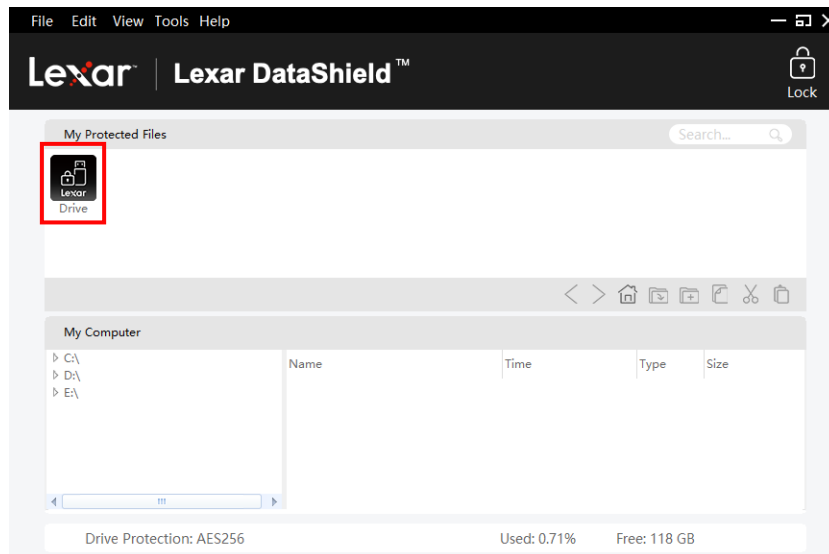 File Edit View Tools Help
Lexar Lexar DataShield™
Lock
My Protected Files Search...
Lexar
Drive
My Computer
C:\
D:\
E:\
Name Time Type Size
Drive Protection: AES256 Used: 0.71% Free: 118 GB